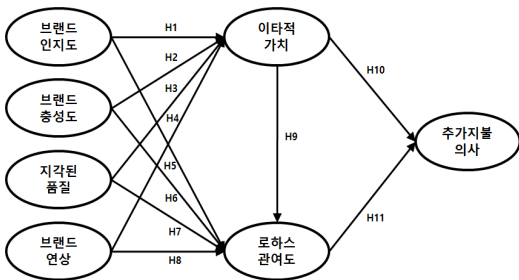 브랜드
인지도
브랜드
충성도
지각된
품질
브랜드
연상
H1
H2
H3
H4
H5
H6
H7
H8
이타적
가치
H9
로하스
관여도
H10
H11
추가지불
의사